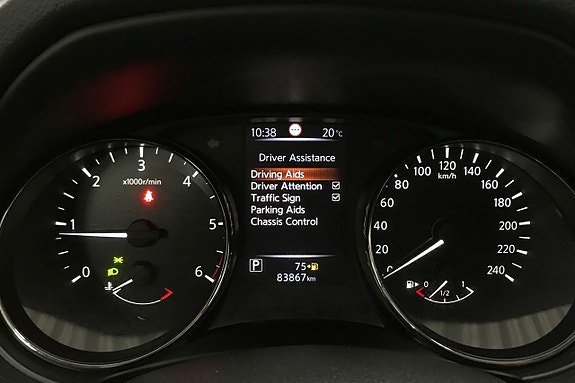 10:38 20°C
Driver Assistance
Driving Aids
Driver Attention
Traffic Sign
Parking Aids
Chassis Control
P 75
83867km
0 1 2 3 4 5 6
x1000r/min
0 20 40 60 80 100 120 140 160 180 200 220 240
km/h
0 1/2 1